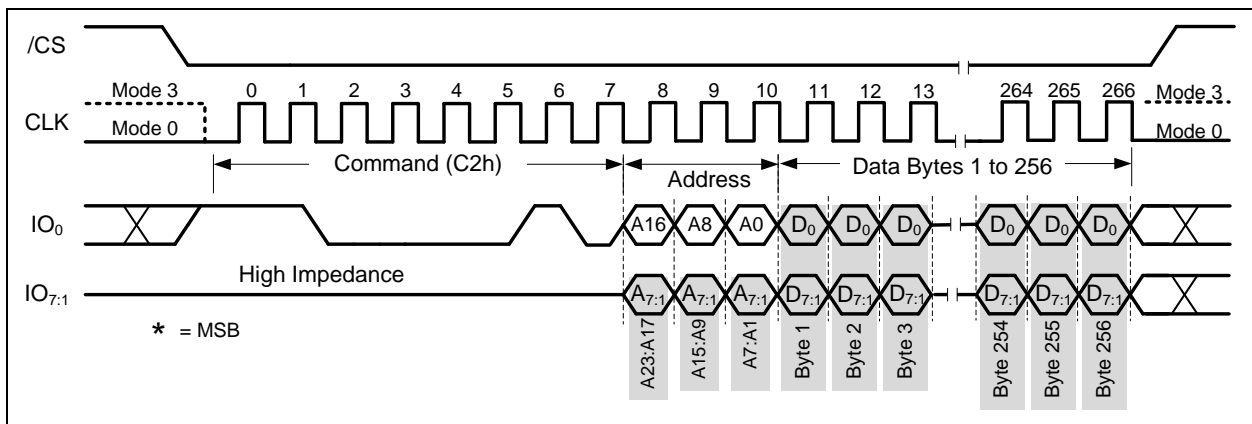 /CS
Mode 3 0 1 2 3 4 5 6 7 8 9 10 11 12 13 264 265 266 Mode 3
CLK
Mode 0 Mode 0
Command (C2h) Address Data Bytes 1 to 256
IO0 A16 A8 A0 D0 D0 D0 D0 D0 D0
High Impedance
IO7:1 A7:1 A7:1 A7:1 D7:1 D7:1 D7:1 D7:1 D7:1 D7:1
* = MSB
A23:A17 A15:A9 A7:A1 Byte 1 Byte 2 Byte 3 Byte 254 Byte 255 Byte 256